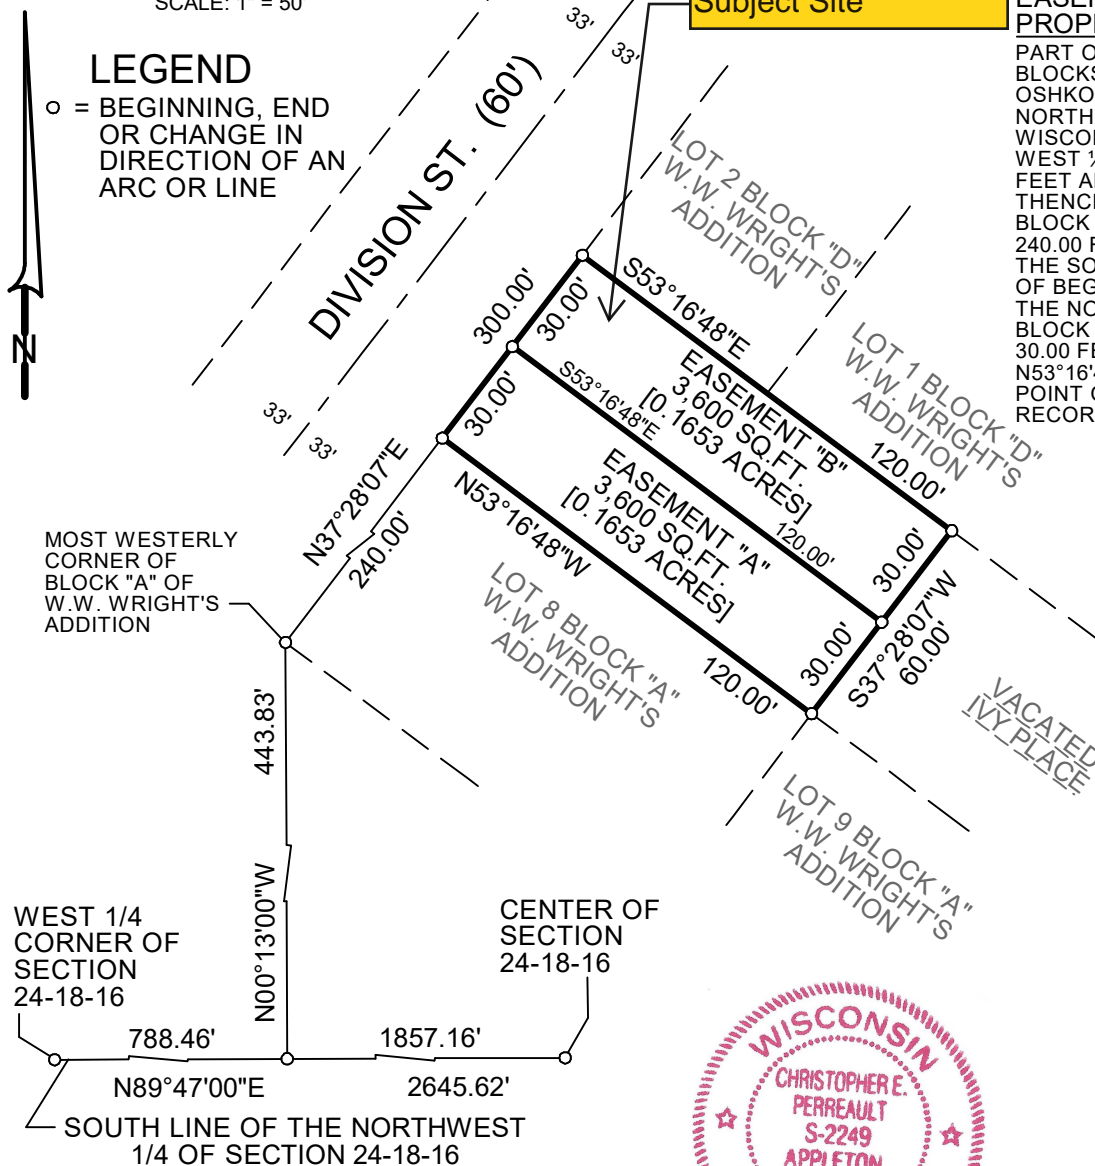 SCALE: 1" = 50'
Subject Site
LEGEND
= BEGINNING, END
OR CHANGE IN
DIRECTION OF AN
ARC OR LINE
N
DIVISION ST. (60')
33'
33'
33'
33'
PART O
BLOCKS
OSHKO
NORTH
WISCON
WEST
FEET A
THENCE
BLOCK
240.00 F
THE SO
OF BEG
THE NO
BLOCK
30.00 FE
N53°16'4
POINT
RECOR
LOT 2 BLOCK "D"
W.W. WRIGHT'S
ADDITION
LOT 1 BLOCK "D"
W.W. WRIGHT'S
ADDITION
300.00'
30.00'
S53°16'48"E
120.00'
EASEMENT "B"
3,600 SQ.FT.
[0.1653 ACRES]
30.00'
S53°16'48"E
120.00'
30.00'
EASEMENT "A"
3,600 SQ.FT.
[0.1653 ACRES]
30.00'
N53°16'48"W
120.00'
S37°28'07"W
60.00'
N37°28'07"E
240.00'
MOST WESTERLY
CORNER OF
BLOCK "A" OF
W.W. WRIGHT'S
ADDITION
LOT 8 BLOCK "A"
W.W. WRIGHT'S
ADDITION
VACATED
IVY PLACE
LOT 9 BLOCK "A"
W.W. WRIGHT'S
ADDITION
443.83'
N00°13'00"W
WEST 1/4
CORNER OF
SECTION
24-18-16
CENTER OF
SECTION
24-18-16
788.46'
1857.16'
N89°47'00"E
2645.62'
SOUTH LINE OF THE NORTHWEST
1/4 OF SECTION 24-18-16
WISCONSIN
CHRISTOPHER E.
PERREAULT
S-2249
APPLETON